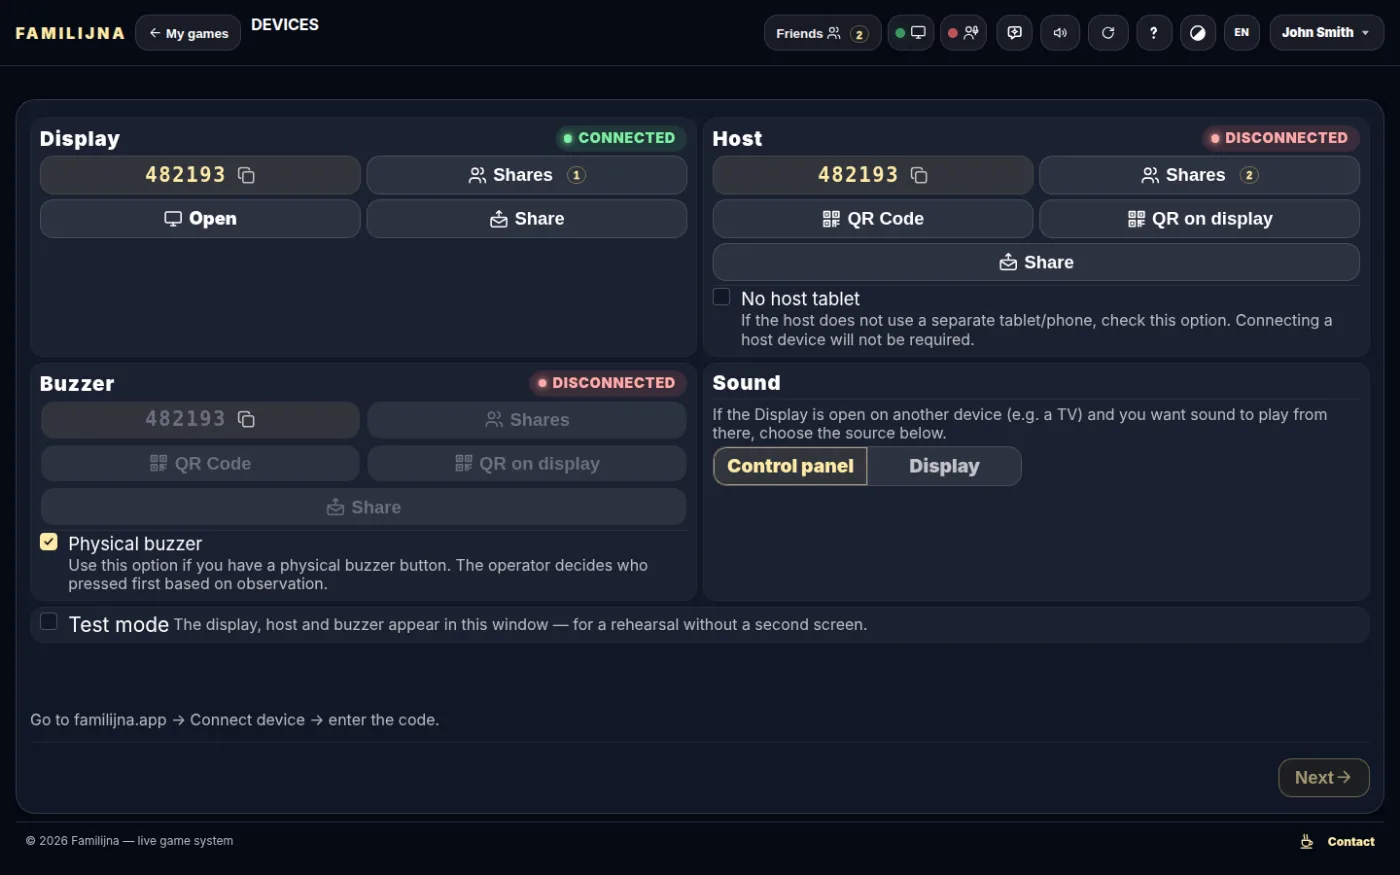 FAMILIJNA
← My games
DEVICES
Friends 2
?
EN
John Smith
Display
CONNECTED
482193
Shares 1
Open
Share
Host
DISCONNECTED
482193
Shares 2
QR Code
QR on display
Share
No host tablet
If the host does not use a separate tablet/phone, check this option. Connecting a
host device will not be required.
Buzzer
DISCONNECTED
482193
Shares
QR Code
QR on display
Share
Physical buzzer
Use this option if you have a physical buzzer button. The operator decides who
pressed first based on observation.
Sound
If the Display is open on another device (e.g. a TV) and you want sound to play from
there, choose the source below.
Control panel
Display
Test mode The display, host and buzzer appear in this window — for a rehearsal without a second screen.
Go to familijna.app → Connect device → enter the code.
Next →
© 2026 Familijna — live game system
Contact